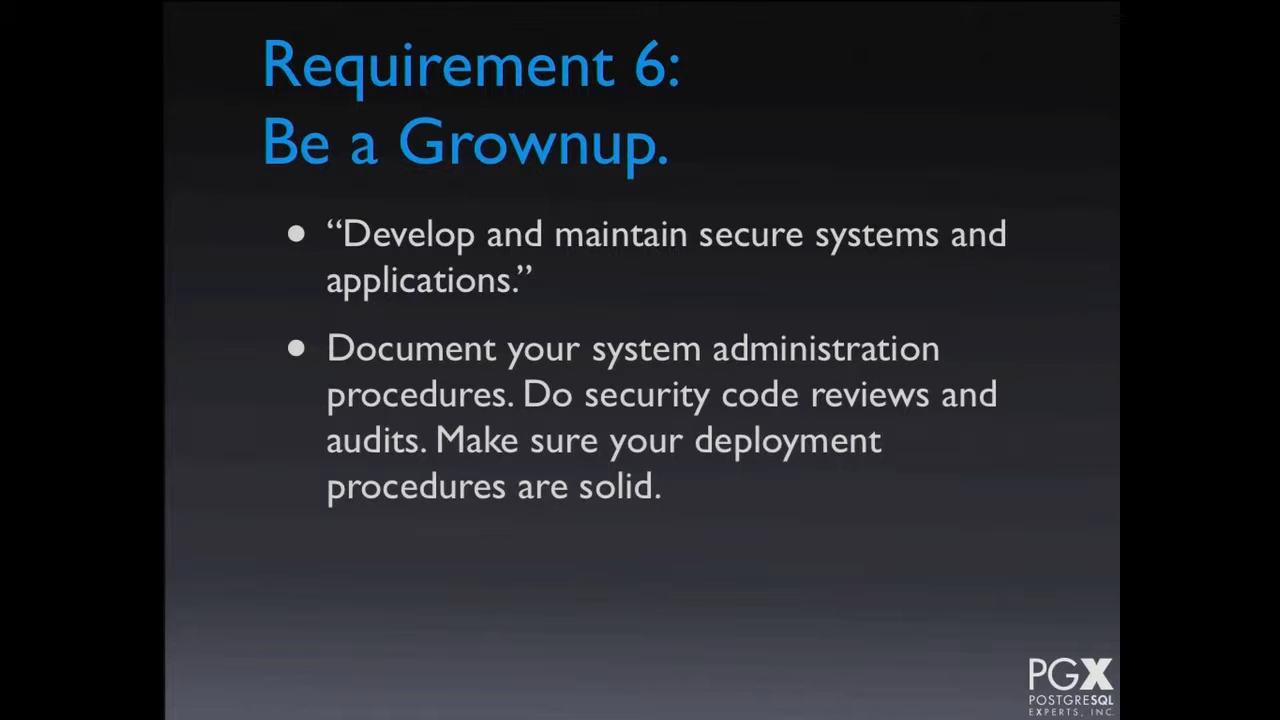 Requirement 6:
Be a Grownup.
● “Develop and maintain secure systems and
applications.”
● Document your system administration
procedures. Do security code reviews and
audits. Make sure your deployment
procedures are solid.
PGX
POSTGRESQL
EXPERTS, INC.